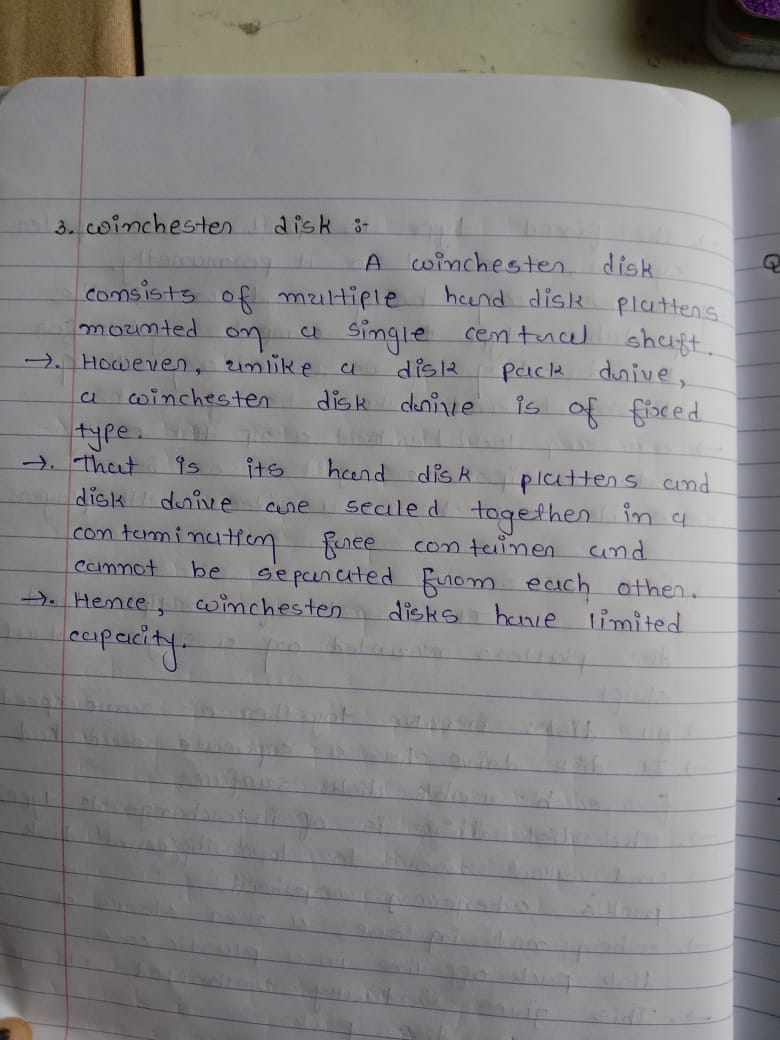 3. Winchester disk :-
A winchester disk
consists of multiple hard disk platters
mounted on a single central shaft.
→. However, unlike a disk pack drive,
a winchester disk drive is of fixed
type.
→. That is its hard disk platters and
disk drive are sealed together in a
contamination free container and
cannot be separated from each other.
→. Hence, winchester disks have limited
capacity.
Q